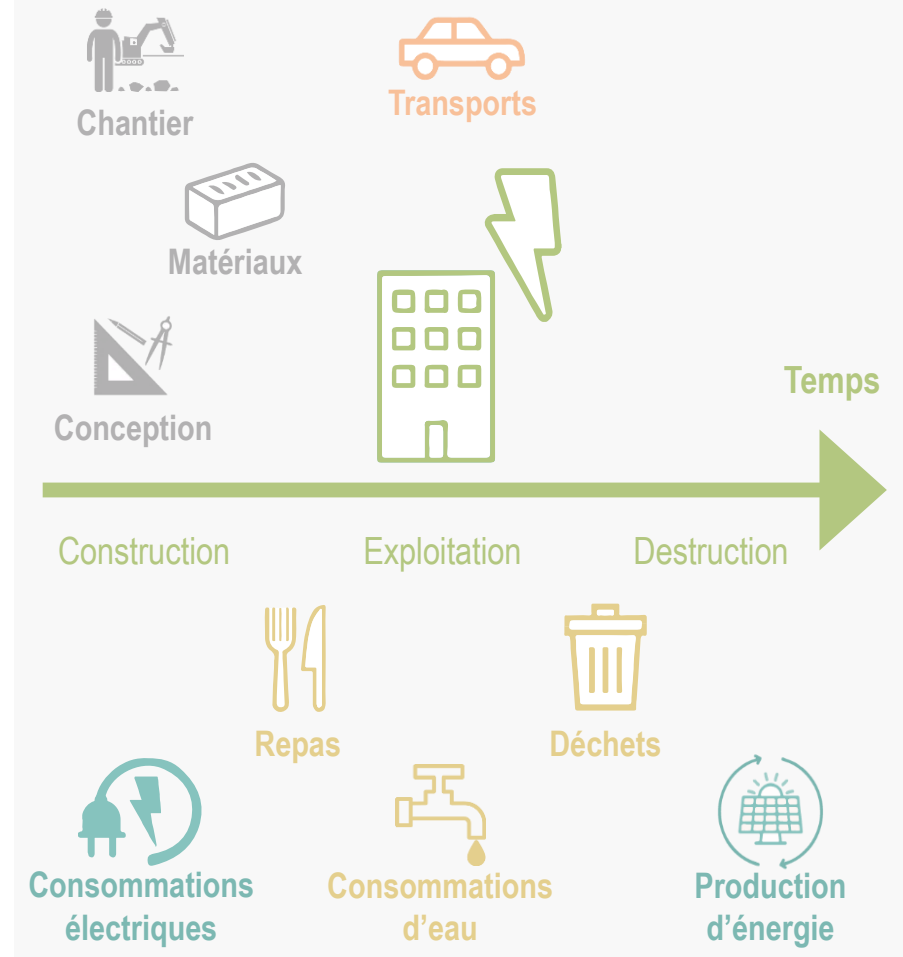 Transports
Chantier
Matériaux
Temps
Conception
Construction
Exploitation
Destruction
Repas
Déchets
Consommations
électriques
Consommations
d'eau
Production
d'énergie